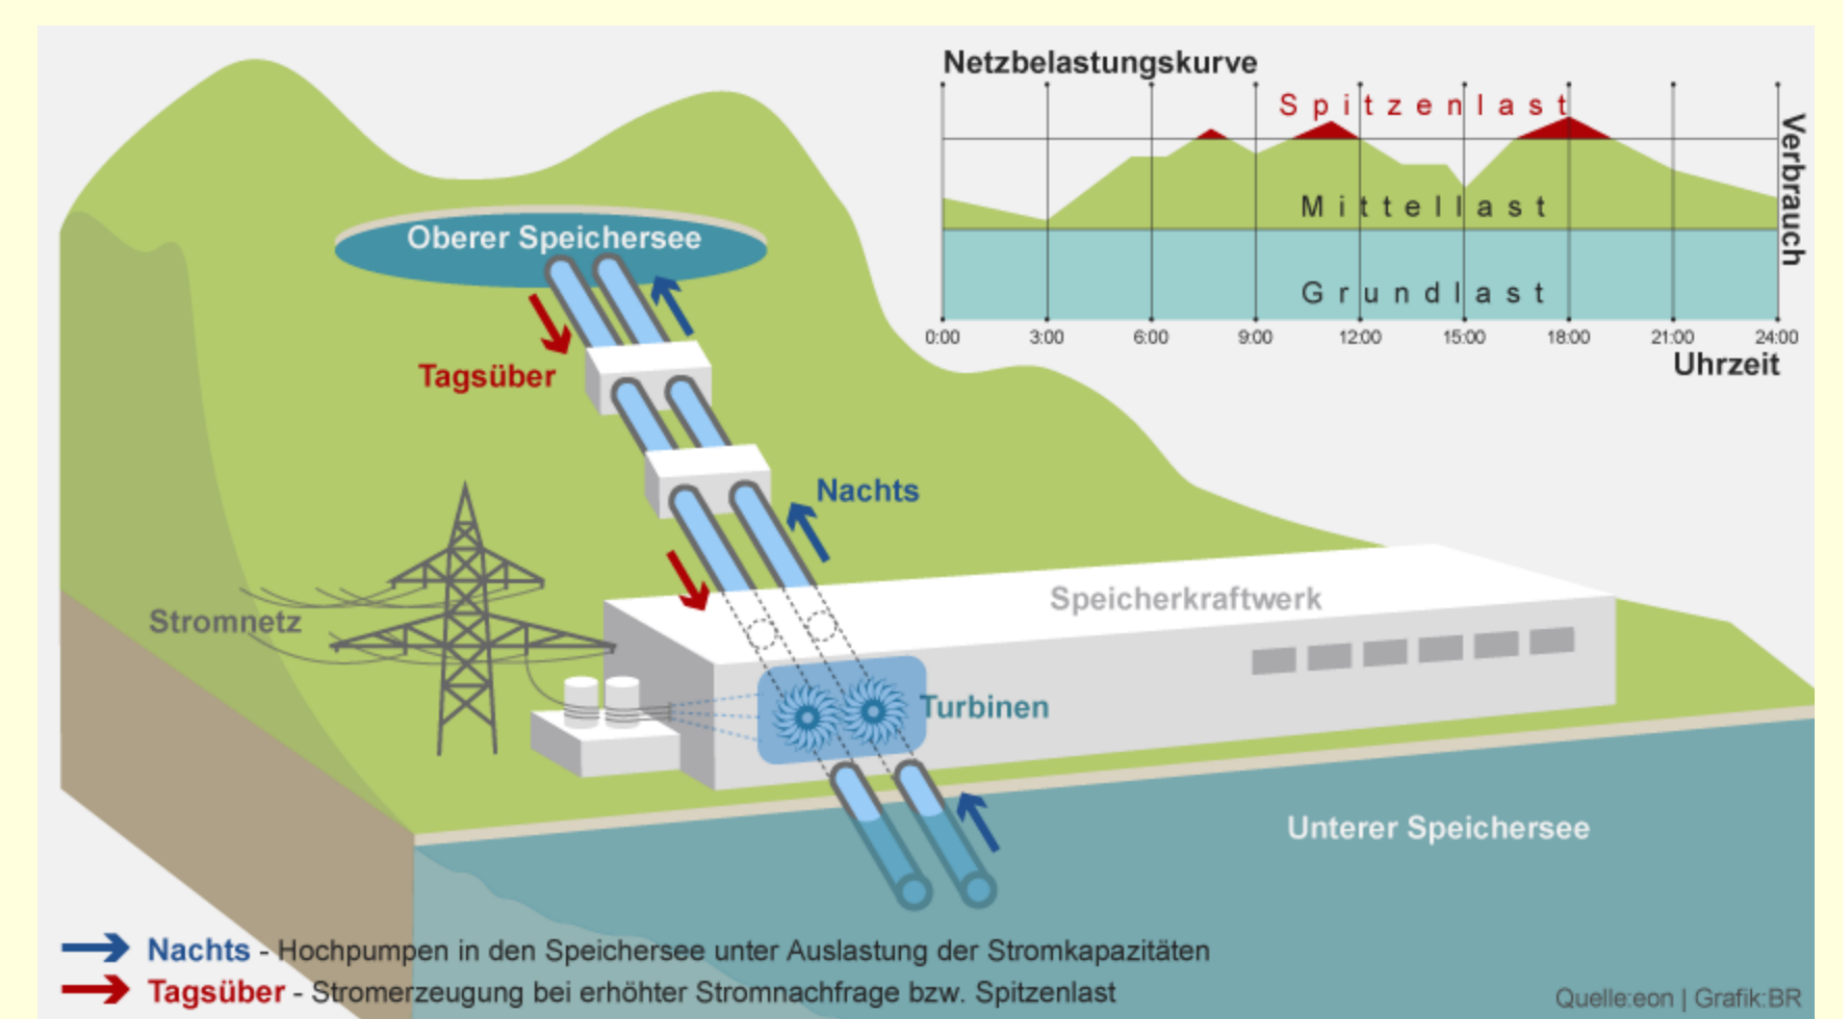 Netzbelastungskurve
Spitzenlast
Mittellast
Grundlast
Verbrauch
0:00 3:00 6:00 9:00 12:00 15:00 18:00 21:00 24:00
Uhrzeit
Oberer Speichersee
Tagsüber
Nachts
Stromnetz
Speicherkraftwerk
Turbinen
Unterer Speichersee
Nachts - Hochpumpen in den Speichersee unter Auslastung der Stromkapazitäten
Tagsüber - Stromerzeugung bei erhöhter Stromnachfrage bzw. Spitzenlast
Quelle:eon | Grafik:BR